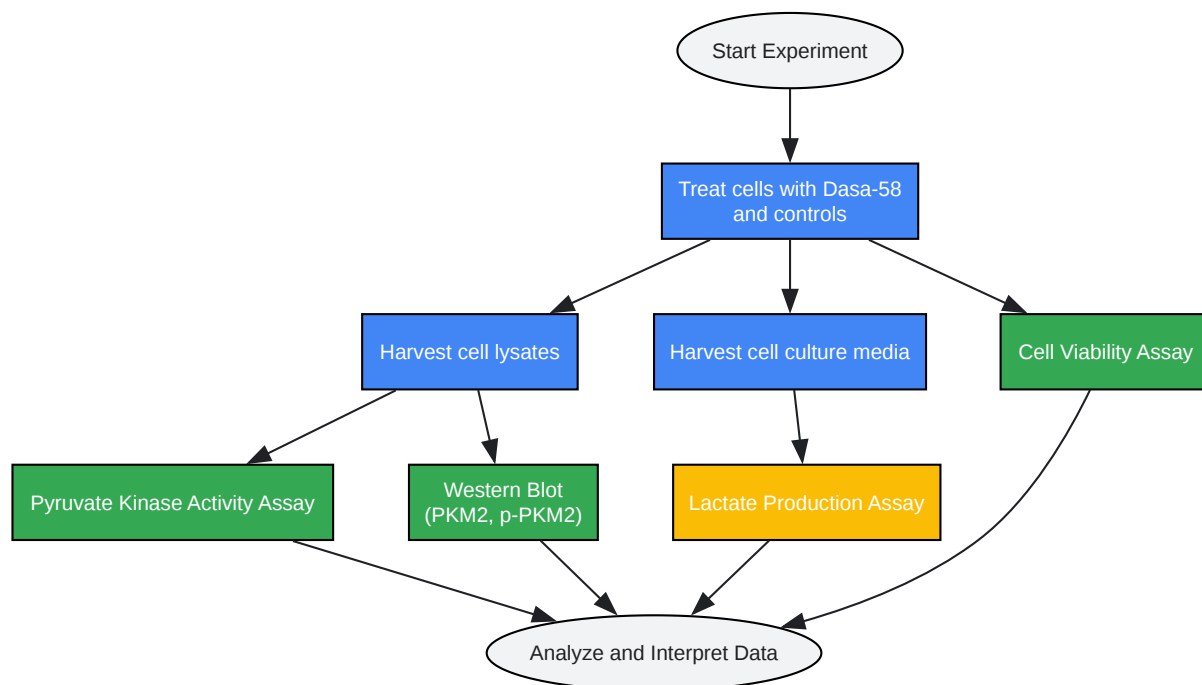 Start Experiment
Treat cells with Dasa-58
and controls
Harvest cell lysates
Harvest cell culture media
Cell Viability Assay
Pyruvate Kinase Activity Assay
Western Blot
(PKM2, p-PKM2)
Lactate Production Assay
Analyze and Interpret Data